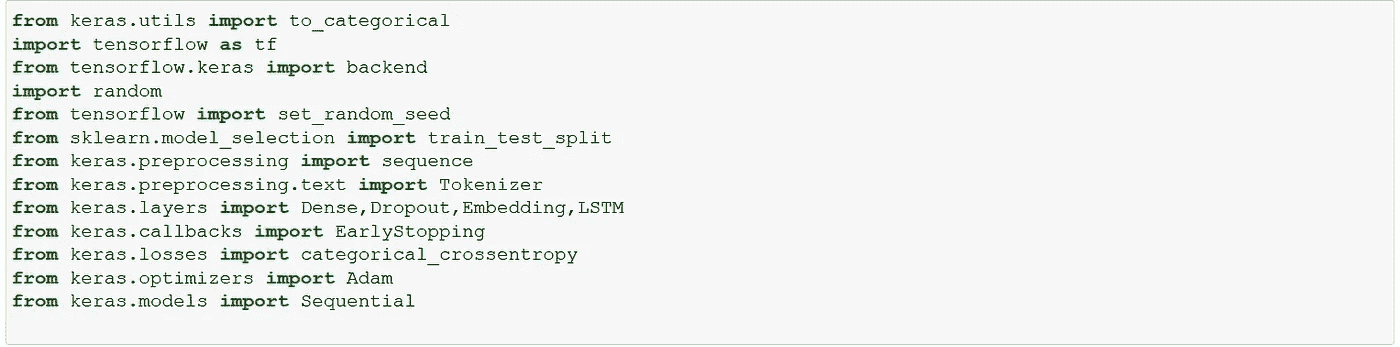 from keras.utils import to_categorical
import tensorflow as tf
from tensorflow.keras import backend
import random
from tensorflow import set_random_seed
from sklearn.model_selection import train_test_split
from keras.preprocessing import sequence
from keras.preprocessing.text import Tokenizer
from keras.layers import Dense,Dropout,Embedding,LSTM
from keras.callbacks import EarlyStopping
from keras.losses import categorical_crossentropy
from keras.optimizers import Adam
from keras.models import Sequential